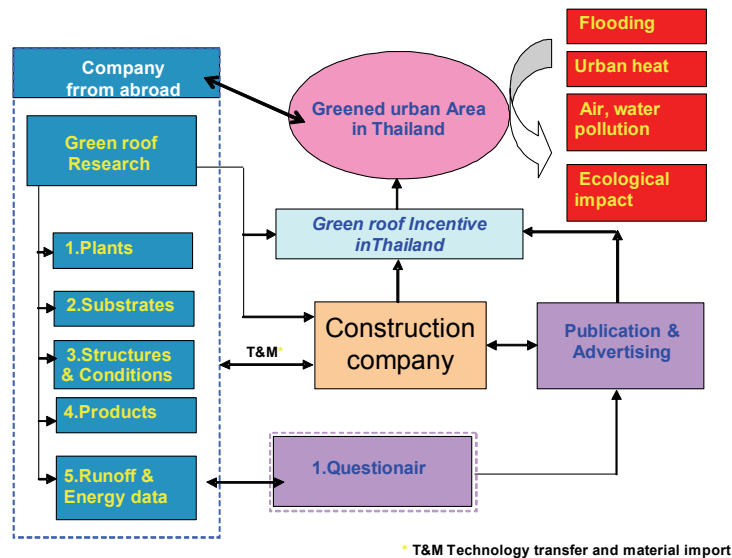 Company
frrom abroad
Green roof
Research
1.Plants
2.Substrates
3.Structures
& Conditions
4.Products
5.Runoff &
Energy data
Greened urban Area
in Thailand
Flooding
Urban heat
Air, water
pollution
Ecological
impact
Green roof Incentive
inThailand
T&M*
Construction
company
Publication &
Advertising
1.Questionair
* T&M Technology transfer and material import